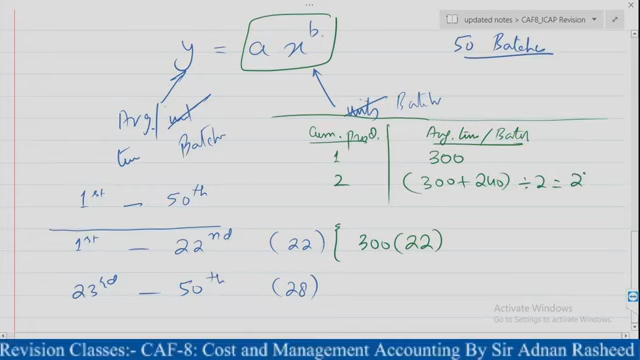 updated notes > CAF8_ICAP Revision
y = a x^b.
50 Batches
Avg./ unit
time Batch
units Batch
Cum. prod. Avg. time/Batch
1 300
2 (300+240) ÷ 2 = 2
1st — 50th
1st — 22nd (22) [ 300(22)
23rd — 50th (28)
Activate Windows
Go to Settings to activate Windows.
Revision Classes:- CAF-8: Cost and Management Accounting By Sir Adnan Rasheed